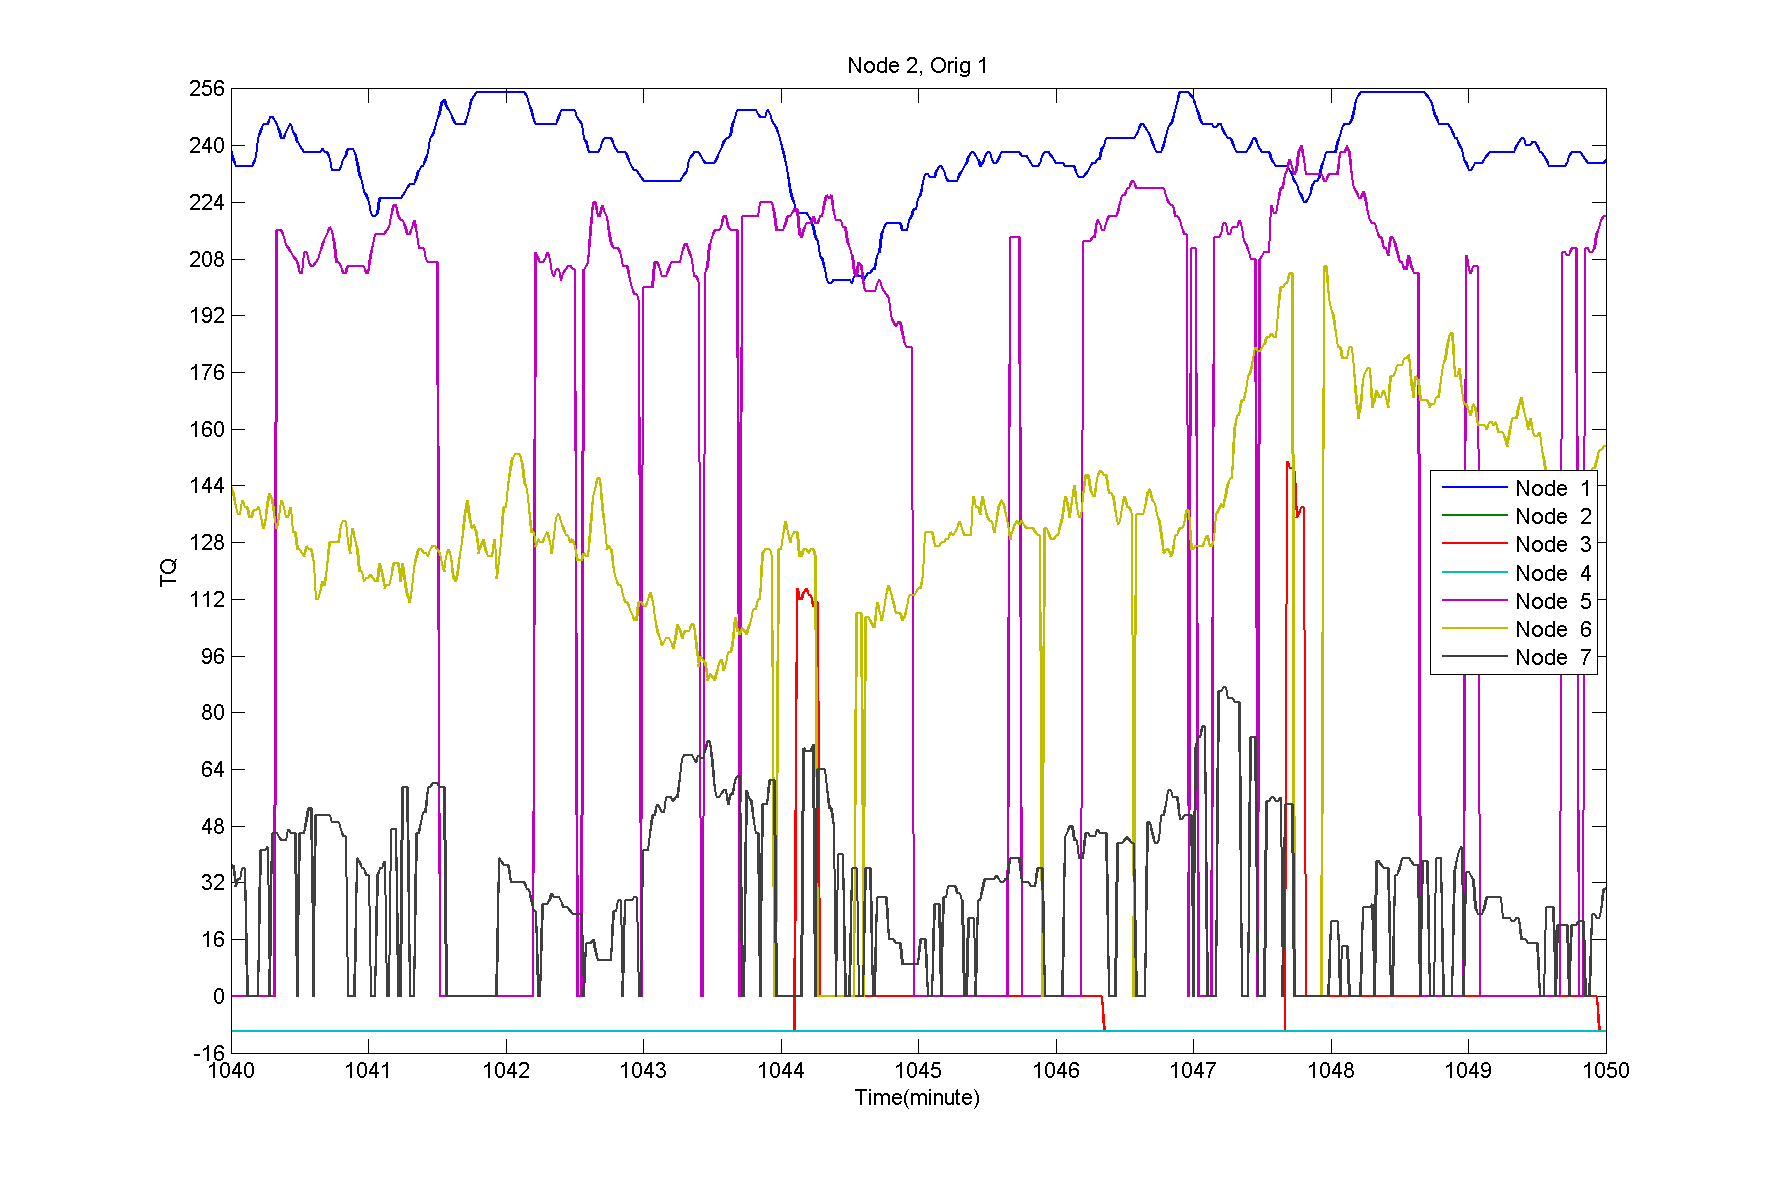 Node 2, Orig 1
256
240
224
208
192
176
160
144
128
112
96
80
64
48
32
16
0
-16
TQ
Node 1
Node 2
Node 3
Node 4
Node 5
Node 6
Node 7
1040 1041 1042 1043 1044 1045 1046 1047 1048 1049 1050
Time(minute)